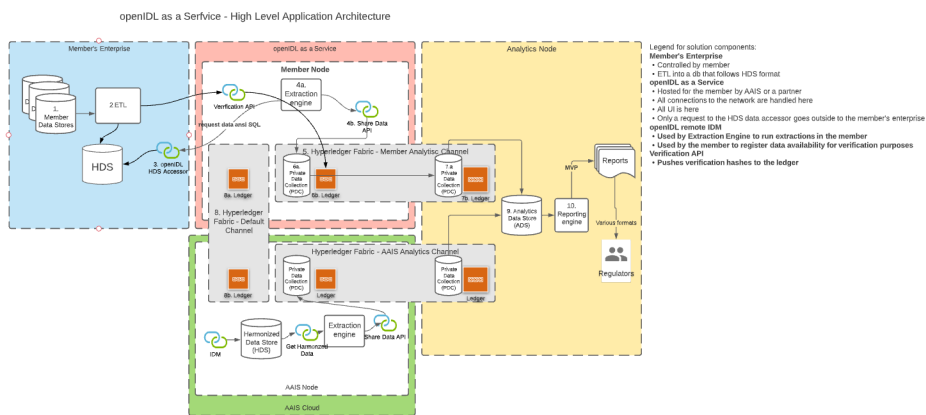 openIDL as a Serfvice - High Level Application Architecture
Member's Enterprise
openIDL as a Service
Analytics Node
Member Node
1.
Member
Data Stores
2 ETL
HDS
3. openIDL
HDS Accessor
Verfication API
4a.
Extraction
engine
request data ansi SQL
4b. Share Data
API
5. Hyperledger Fabric - Member Analytisc Channel
Private
Data
Collection
(PDC)
6b. Ledger
Private
Data
Collection
(PDC)
7b. Ledger
8a. Ledger
8. Hyperledger
Fabric - Default
Channel
8b. Ledger
Hyperledger Fabric - AAIS Analytics Channel
Private
Data
Collection
(PDC)
Ledger
Private
Data
Collection
(PDC)
Ledger
IDM
Harmonized
Data Store
(HDS)
Get Harmonized
Data
Extraction
engine
Share Data API
AAIS Node
AAIS Cloud
9. Analytics
Data Store
(ADS)
10.
Reporting
engine
MVP
Reports
Various formats
Regulators
Legend for solution components:
Member's Enterprise
• Controlled by member
• ETL into a db that follows HDS format
openIDL as a Service
• Hosted for the member by AAIS or a partner
• All connections to the network are handled here
• All UI is here
• Only a request to the HDS data accessor goes outside to the member's enterprise
openIDL remote IDM
• Used by Extraction Engine to run extractions in the member
• Used by the member to register data availability for verification purposes
Verification API
• Pushes verification hashes to the ledger